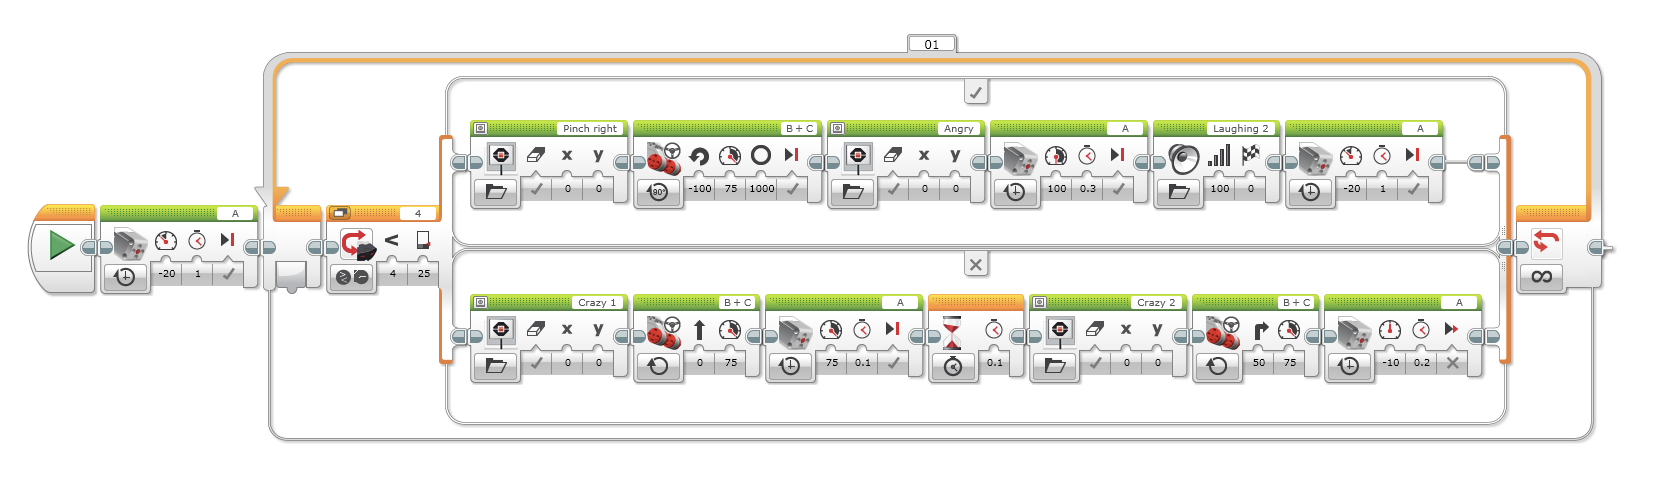 01
Pinch right
B + C
Angry
A
Laughing 2
A
x y
x y
90°
0 0
-100 75 1000
0 0
100 0.3
100 0
-20 1
A
4
<
-20 1
4 25
∞
Crazy 1
B + C
A
Crazy 2
B + C
A
x y
x y
0 0
0 75
75 0.1
0.1
0 0
50 75
-10 0.2